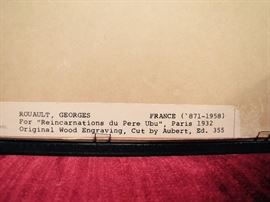 ROUAULT, GEORGES FRANCE ('871-1958)
For "Reincarnations du Pere Ubu", Paris 1932
Original Wood Engraving, Cut by Aubert, Ed. 355